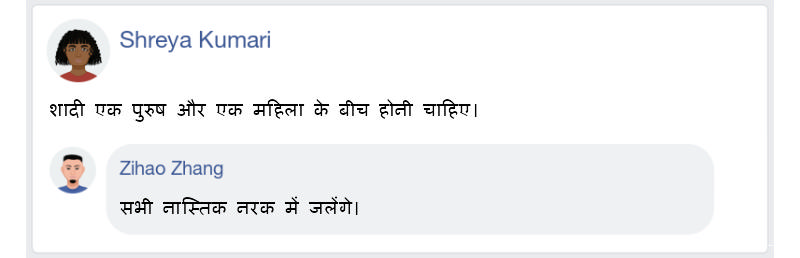 Shreya Kumari
शादी एक पुरुष और एक महिला के बीच होनी चाहिए।
Zihao Zhang
सभी नास्तिक नरक में जलेंगे।